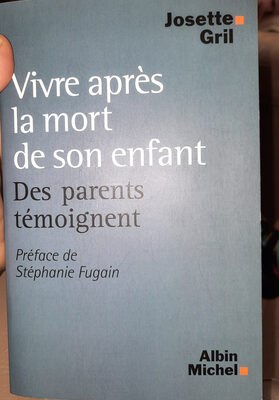 Josette
Gril
Vivre après
la mort
de son enfant
Des parents
témoignent
Préface de
Stéphanie Fugain
Albin
Michel